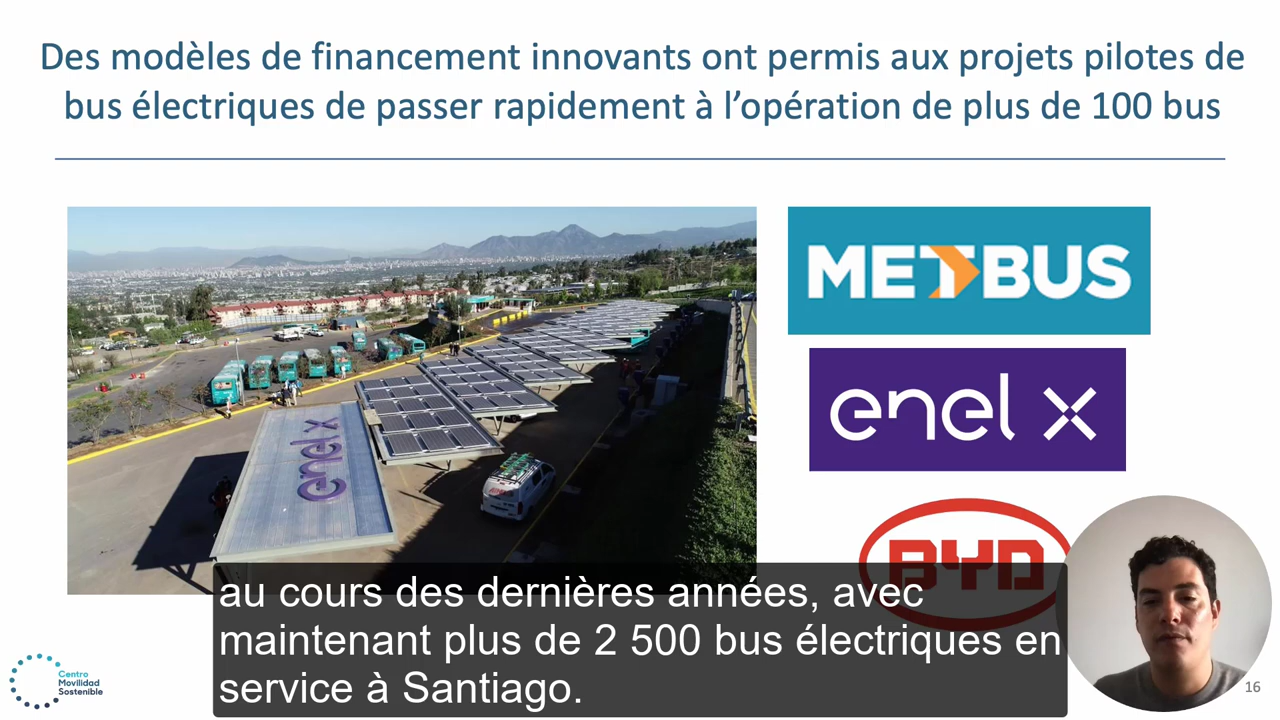 Des modèles de financement innovants ont permis aux projets pilotes de
bus électriques de passer rapidement à l’opération de plus de 100 bus
METBUS
enel x
enel x
BYD
au cours des dernières années, avec
maintenant plus de 2 500 bus électriques en
service à Santiago.
Centro
Movilidad
Sostenible
16